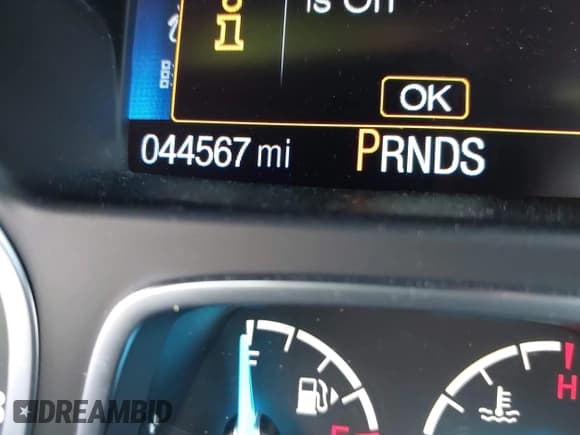 is On
i
OK
044567 mi PRNDS
F
H
E
DREAMBID